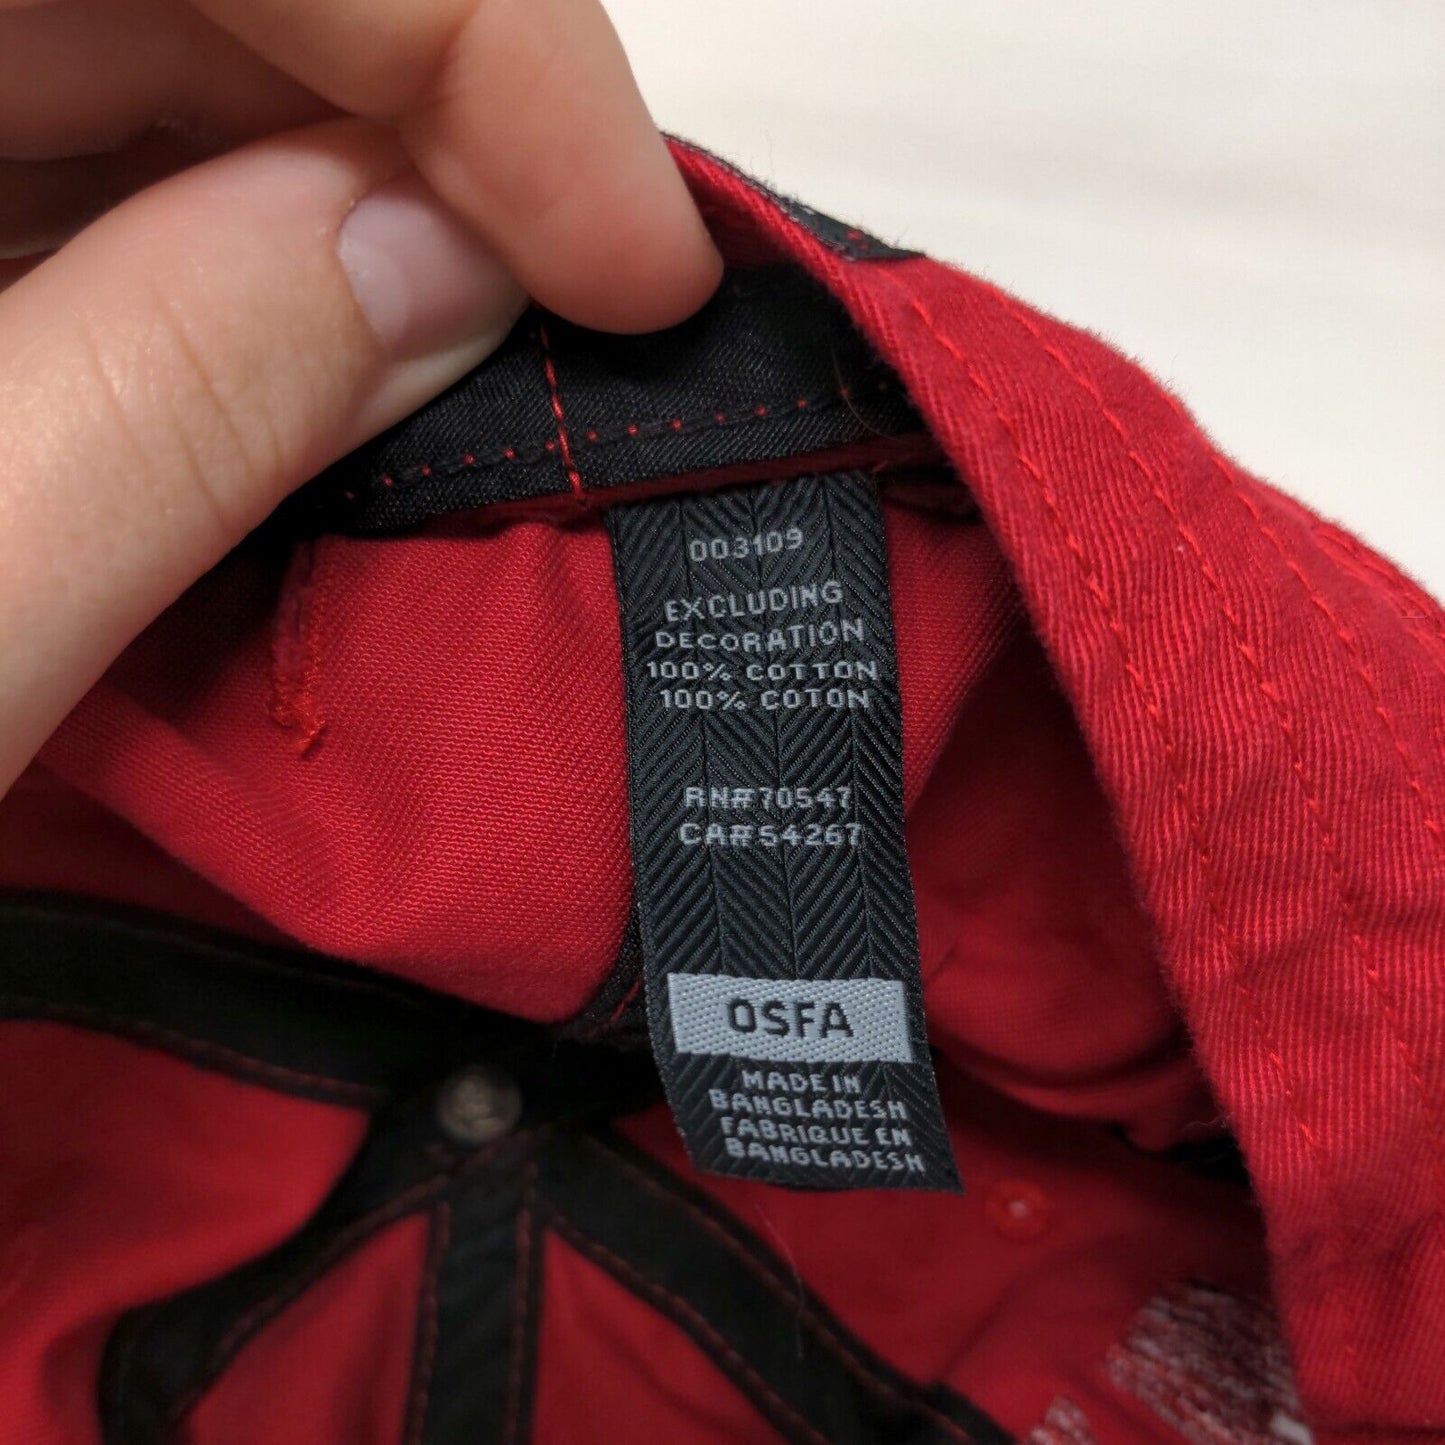 003109
EXCLUDING
DECORATION
100% COTTON
100% COTON
RN#70547
CA#54267
OSFA
MADE IN
BANGLADESH
FABRIQUE EN
BANGLADESH